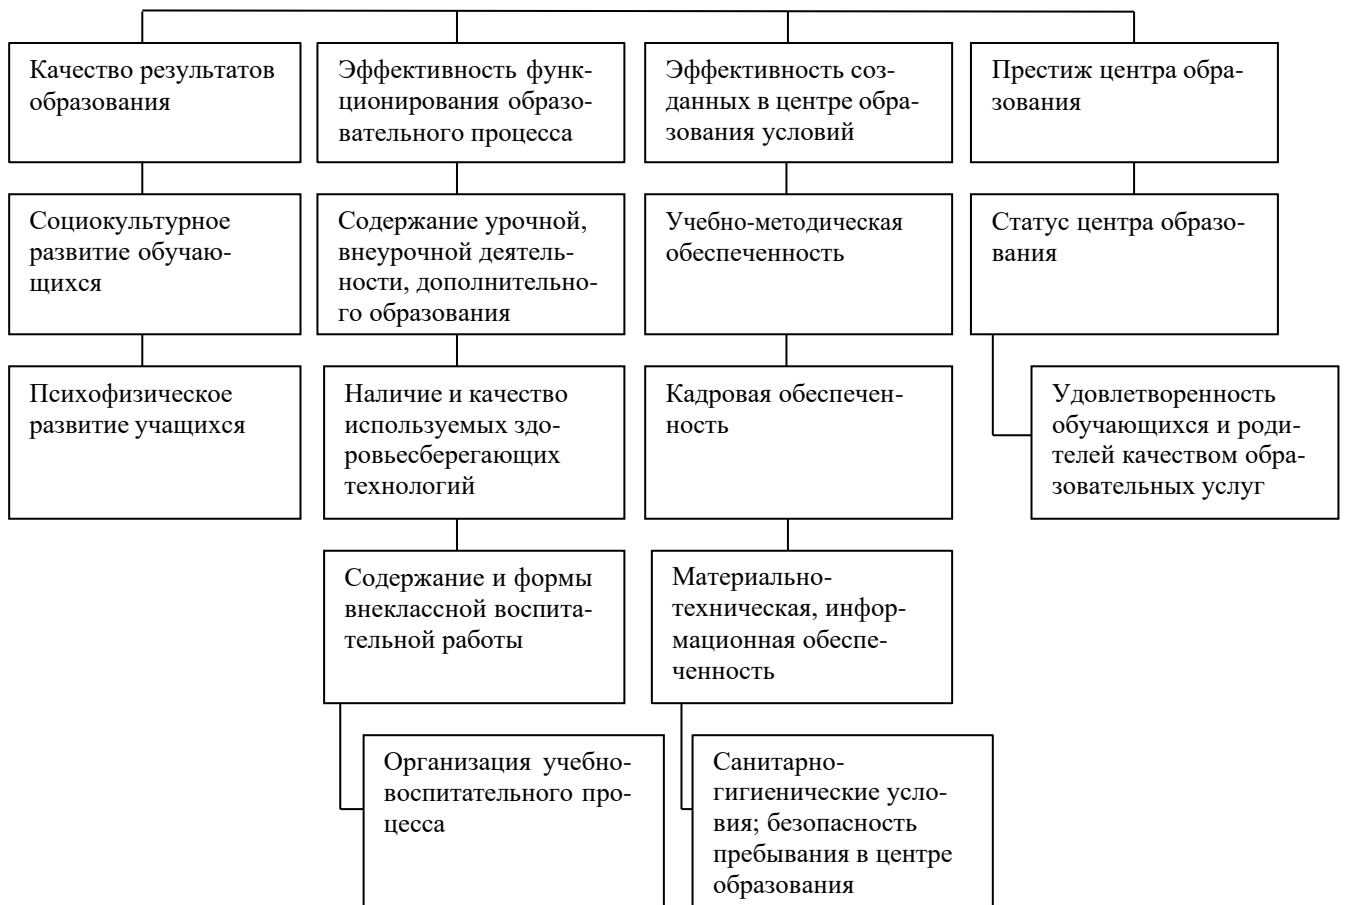 Качество результатов
образования
Эффективность функ-
ционирования образо-
вательного процесса
Эффективность соз-
данных в центре обра-
зования условий
Престиж центра обра-
зования
Социокультурное
развитие обучаю-
щихся
Содержание урочной,
внеурочной деятель-
ности, дополнительно-
го образования
Учебно-методическая
обеспеченность
Статус центра образо-
вания
Психофизическое
развитие учащихся
Наличие и качество
используемых здо-
ровьесберегающих
технологий
Кадровая обеспечен-
ность
Удовлетворенность
обучающихся и роди-
телей качеством обра-
зовательных услуг
Содержание и формы
внеклассной воспита-
тельной работы
Материально-
техническая, инфор-
мационная обеспе-
ченность
Организация учебно-
воспитательного про-
цесса
Санитарно-
гигиенические усло-
вия; безопасность
пребывания в центре
образования